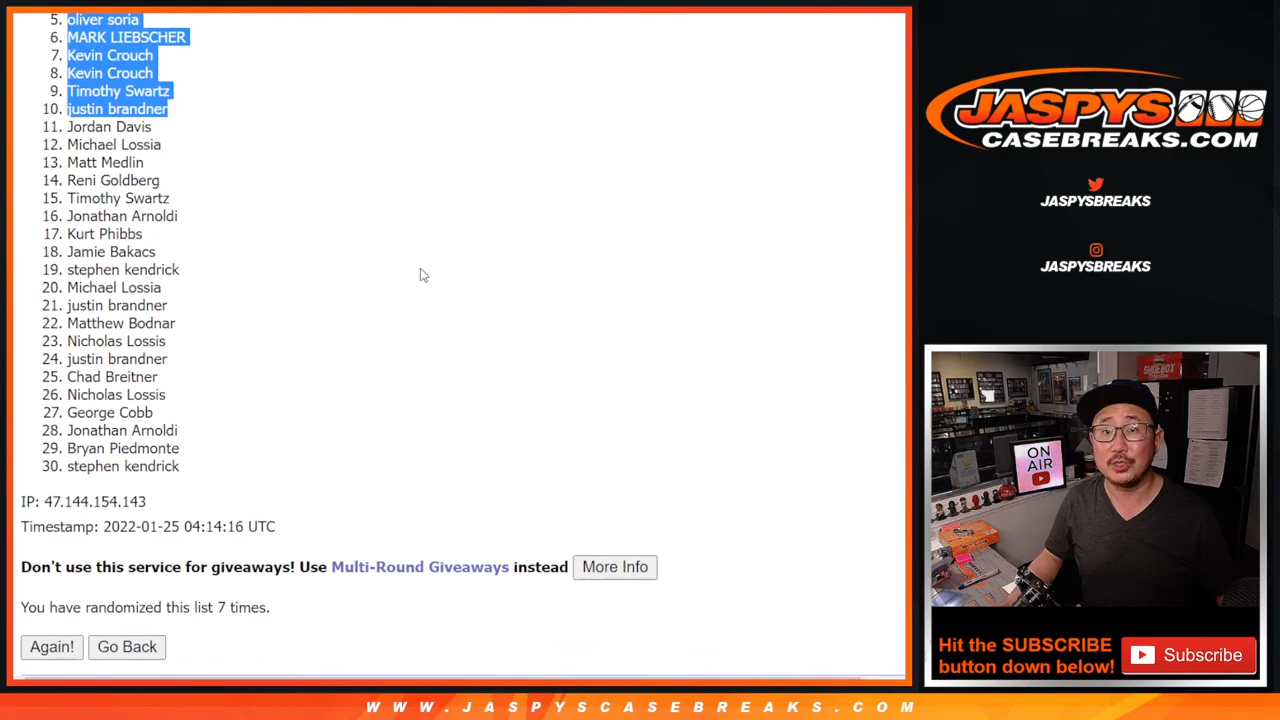 5. oliver soria
6. MARK LIEBSCHER
7. Kevin Crouch
8. Kevin Crouch
9. Timothy Swartz
10. justin brandner
11. Jordan Davis
12. Michael Lossia
13. Matt Medlin
14. Reni Goldberg
15. Timothy Swartz
16. Jonathan Arnoldi
17. Kurt Phibbs
18. Jamie Bakacs
19. stephen kendrick
20. Michael Lossia
21. justin brandner
22. Matthew Bodnar
23. Nicholas Lossis
24. justin brandner
25. Chad Breitner
26. Nicholas Lossis
27. George Cobb
28. Jonathan Arnoldi
29. Bryan Piedmonte
30. stephen kendrick
IP: 47.144.154.143
Timestamp: 2022-01-25 04:14:16 UTC
Don't use this service for giveaways! Use Multi-Round Giveaways instead More Info
You have randomized this list 7 times.
Again! Go Back
JASPYS
CASEBREAKS.COM
JASPYSBREAKS
JASPYSBREAKS
SHOEBOX
ON
AIR
Hit the SUBSCRIBE
button down below!
Subscribe
WWW.JASPYSCASEBREAKS.COM